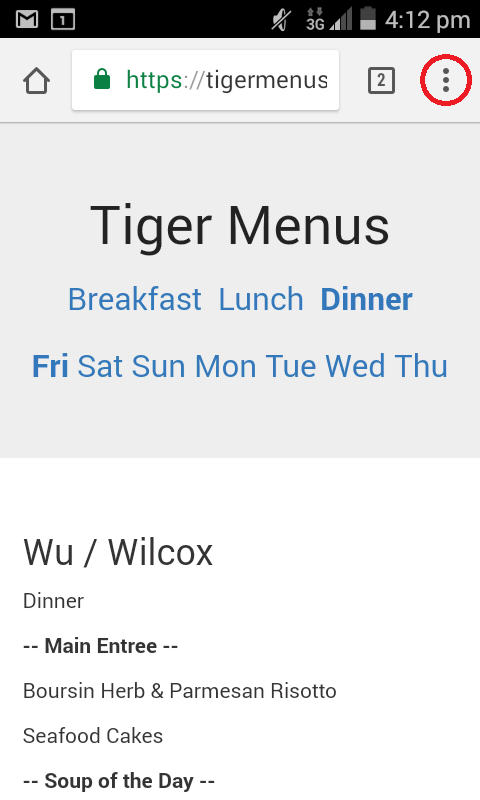 1 3G 4:12 pm
https://tigermenus 2
Tiger Menus
Breakfast Lunch Dinner
Fri Sat Sun Mon Tue Wed Thu
Wu / Wilcox
Dinner
-- Main Entree --
Boursin Herb & Parmesan Risotto
Seafood Cakes
-- Soup of the Day --